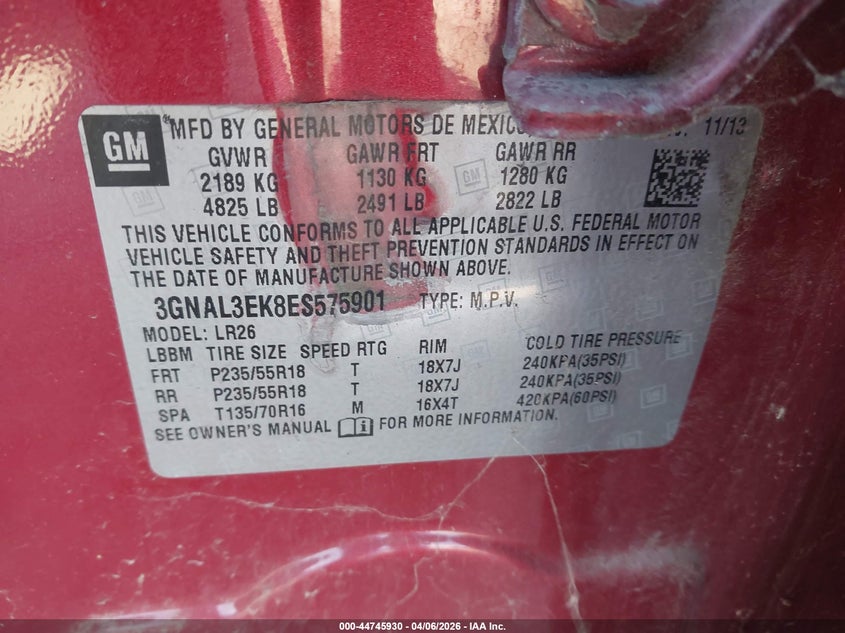 GM
MFD BY GENERAL MOTORS DE MEXICO 11/13
GVWR GAWR FRT GAWR RR
2189 KG 1130 KG 1280 KG
4825 LB 2491 LB 2822 LB
THIS VEHICLE CONFORMS TO ALL APPLICABLE U.S. FEDERAL MOTOR
VEHICLE SAFETY AND THEFT PREVENTION STANDARDS IN EFFECT ON
THE DATE OF MANUFACTURE SHOWN ABOVE.
3GNAL3EK8ES575901 TYPE: M.P.V.
MODEL: LR26
LBBM TIRE SIZE SPEED RTG RIM COLD TIRE PRESSURE
FRT P235/55R18 T 18X7J 240KPA(35PSI)
RR P235/55R18 T 18X7J 240KPA(35PSI)
SPA T135/70R16 M 16X4T 420KPA(60PSI)
SEE OWNER'S MANUAL FOR MORE INFORMATION.
000-44745930 - 04/06/2026 - IAA Inc.